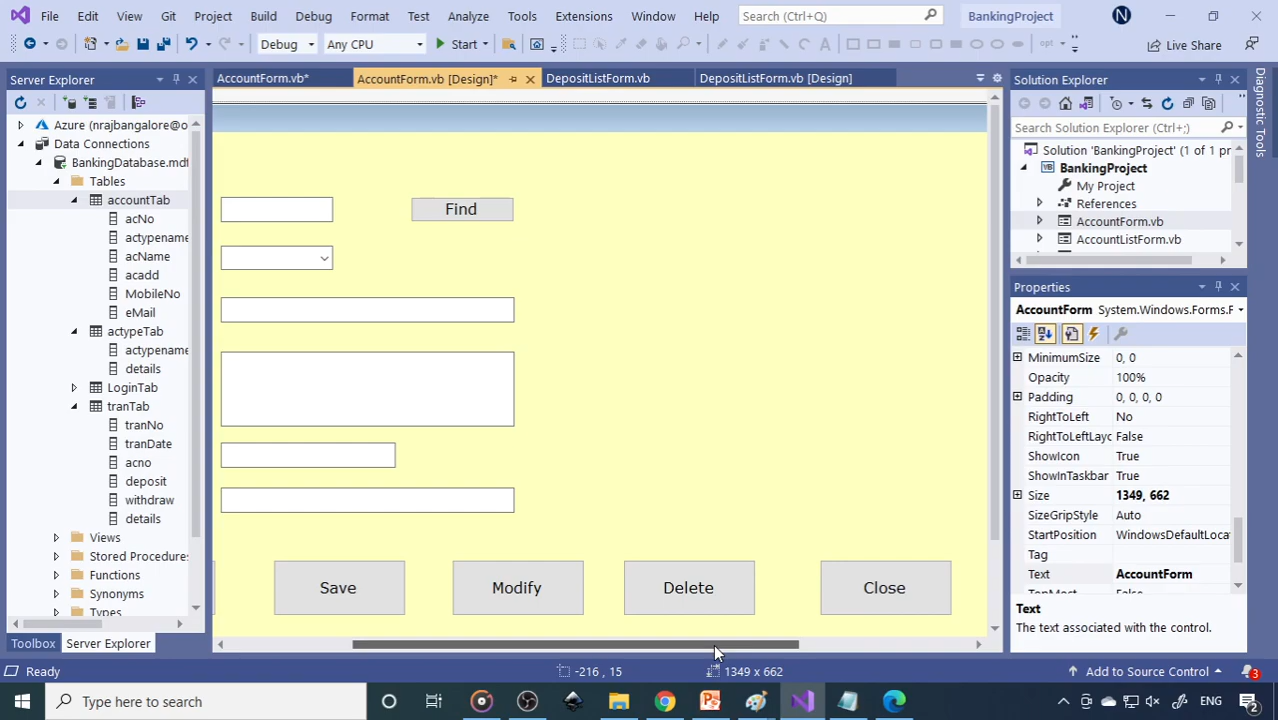 File Edit View Git Project Build Debug Format Test Analyze Tools Extensions Window Help Search (Ctrl+Q) BankingProject N
Debug Any CPU Start Live Share
Server Explorer
AccountForm.vb* AccountForm.vb [Design]* DepositListForm.vb DepositListForm.vb [Design]
Solution Explorer
Diagnostic Tools
Azure (nrajbangalore@o
Data Connections
BankingDatabase.mdf
Tables
accountTab
acNo
actypename
acName
acadd
MobileNo
eMail
actypeTab
actypename
details
LoginTab
tranTab
tranNo
tranDate
acno
deposit
withdraw
details
Views
Stored Procedure:
Functions
Synonyms
Types
Toolbox Server Explorer
Find
Save Modify Delete Close
Search Solution Explorer (Ctrl+;)
Solution 'BankingProject' (1 of 1 pr
BankingProject
My Project
References
AccountForm.vb
AccountListForm.vb
Properties
AccountForm System.Windows.Forms.F
MinimumSize 0, 0
Opacity 100%
Padding 0, 0, 0, 0
RightToLeft No
RightToLeftLayc False
ShowIcon True
ShowInTaskbar True
Size 1349, 662
SizeGripStyle Auto
StartPosition WindowsDefaultLocat
Tag
Text AccountForm
TopMost False
Text
The text associated with the control.
Ready -216 , 15 1349 x 662 Add to Source Control 3
Type here to search ENG 2